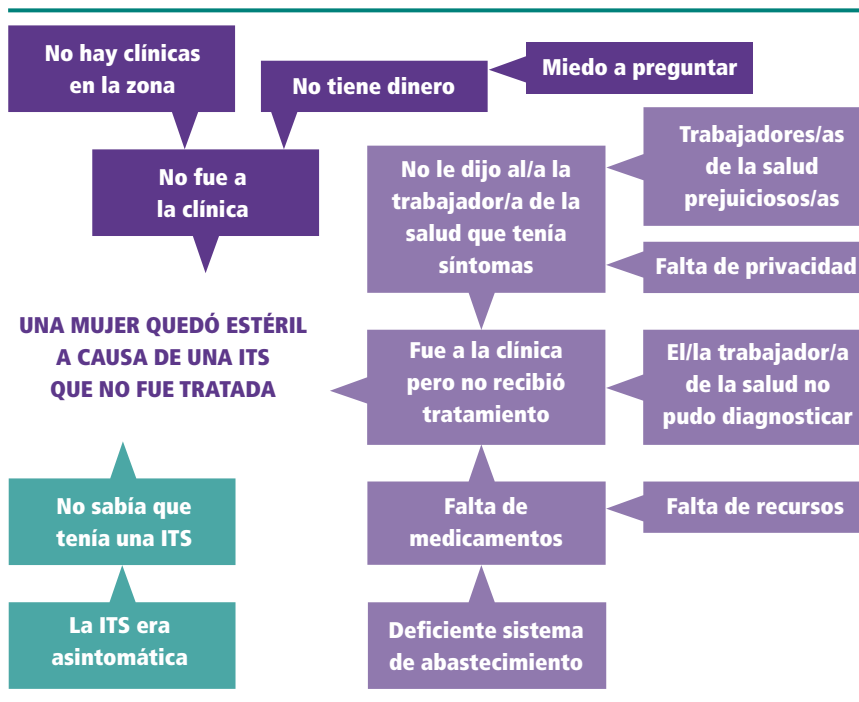 No hay clínicas
en la zona
No tiene dinero
Miedo a preguntar
No fue a
la clínica
No le dijo al/a la
trabajador/a de la
salud que tenía
síntomas
Trabajadores/as
de la salud
prejuiciosos/as
Falta de privacidad
UNA MUJER QUEDÓ ESTÉRIL
A CAUSA DE UNA ITS
QUE NO FUE TRATADA
Fue a la clínica
pero no recibió
tratamiento
El/la trabajador/a
de la salud no
pudo diagnosticar
No sabía que
tenía una ITS
Falta de
medicamentos
Falta de recursos
La ITS era
asintomática
Deficiente sistema
de abastecimiento